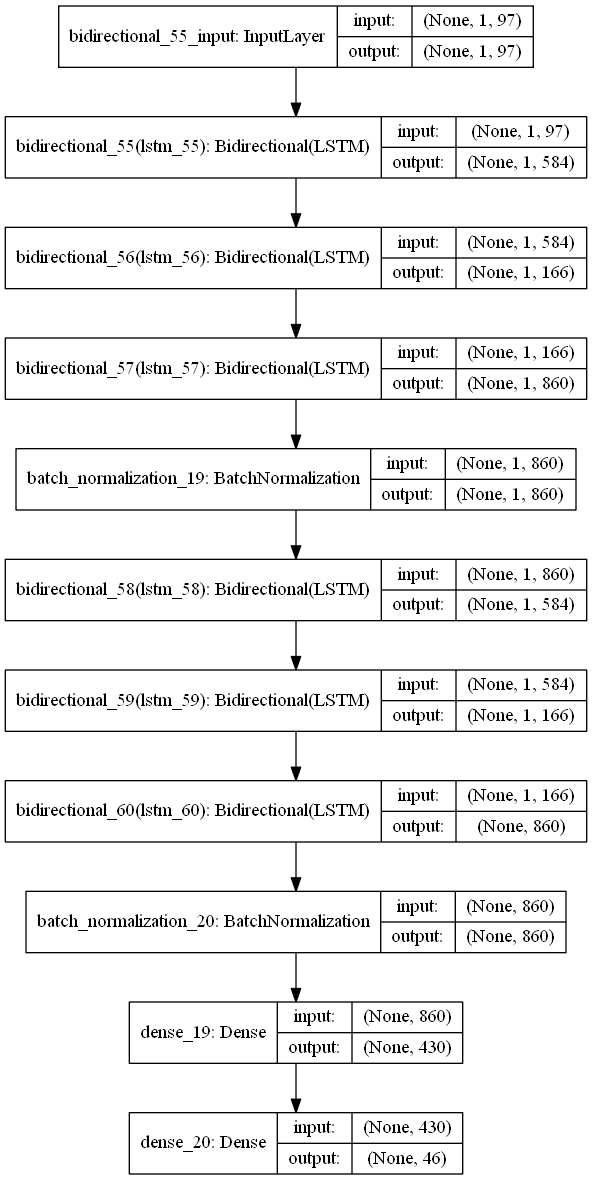 bidirectional_55_input: InputLayer
input: (None, 1, 97)
output: (None, 1, 97)
bidirectional_55(lstm_55): Bidirectional(LSTM)
input: (None, 1, 97)
output: (None, 1, 584)
bidirectional_56(lstm_56): Bidirectional(LSTM)
input: (None, 1, 584)
output: (None, 1, 166)
bidirectional_57(lstm_57): Bidirectional(LSTM)
input: (None, 1, 166)
output: (None, 1, 860)
batch_normalization_19: BatchNormalization
input: (None, 1, 860)
output: (None, 1, 860)
bidirectional_58(lstm_58): Bidirectional(LSTM)
input: (None, 1, 860)
output: (None, 1, 584)
bidirectional_59(lstm_59): Bidirectional(LSTM)
input: (None, 1, 584)
output: (None, 1, 166)
bidirectional_60(lstm_60): Bidirectional(LSTM)
input: (None, 1, 166)
output: (None, 860)
batch_normalization_20: BatchNormalization
input: (None, 860)
output: (None, 860)
dense_19: Dense
input: (None, 860)
output: (None, 430)
dense_20: Dense
input: (None, 430)
output: (None, 46)